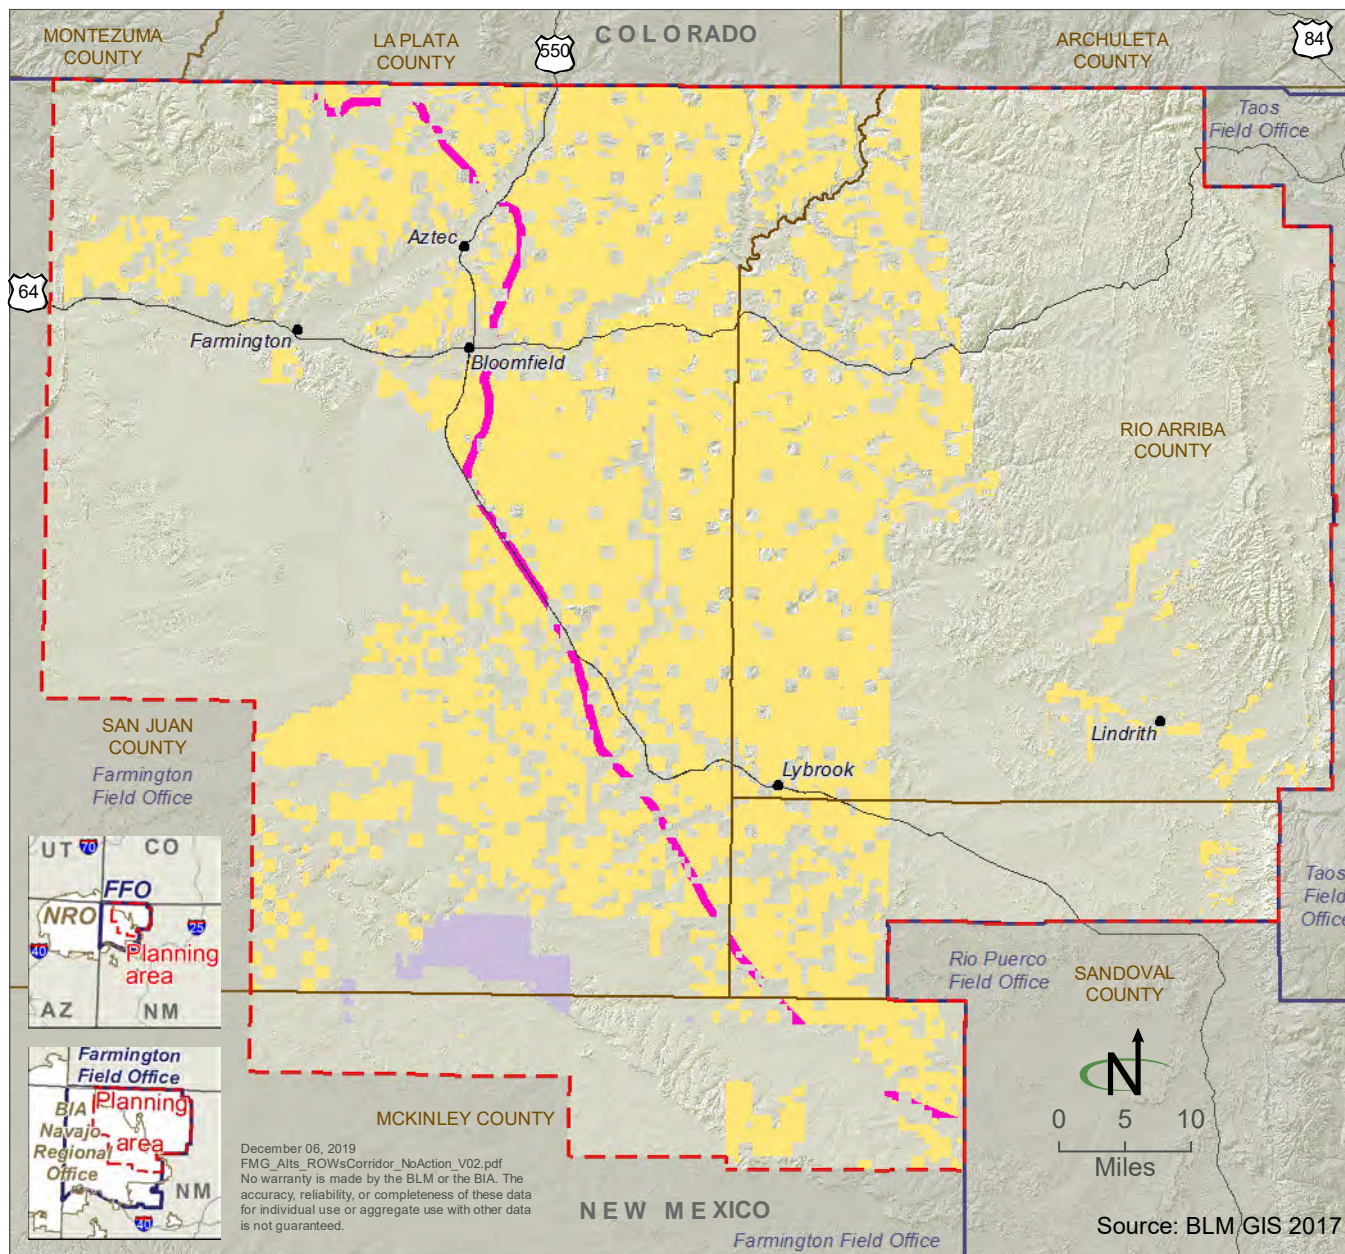 MONTEZUMA
COUNTY
LA PLATA
COUNTY
550
COLORADO
ARCHULETA
COUNTY
84
Taos
Field Office
Aztec
64
Farmington
Bloomfield
RIO ARRIBA
COUNTY
SAN JUAN
COUNTY
Farmington
Field Office
Lindrith
Lybrook
UT
70
CO
FFO
NRO
25
40
Planning
area
AZ
NM
Taos
Field
Office
Rio Puerco
Field Office
SANDOVAL
COUNTY
N
0 5 10
Miles
Farmington
Field Office
Planning
BIA
Navajo
area
Regional
Office
NM
40
MCKINLEY COUNTY
December 06, 2019
FMG_Alts_ROWsCorridor_NoAction_V02.pdf
No warranty is made by the BLM or the BIA. The
accuracy, reliability, or completeness of these data
for individual use or aggregate use with other data
is not guaranteed.
NEW MEXICO
Farmington Field Office
Source: BLM GIS 2017